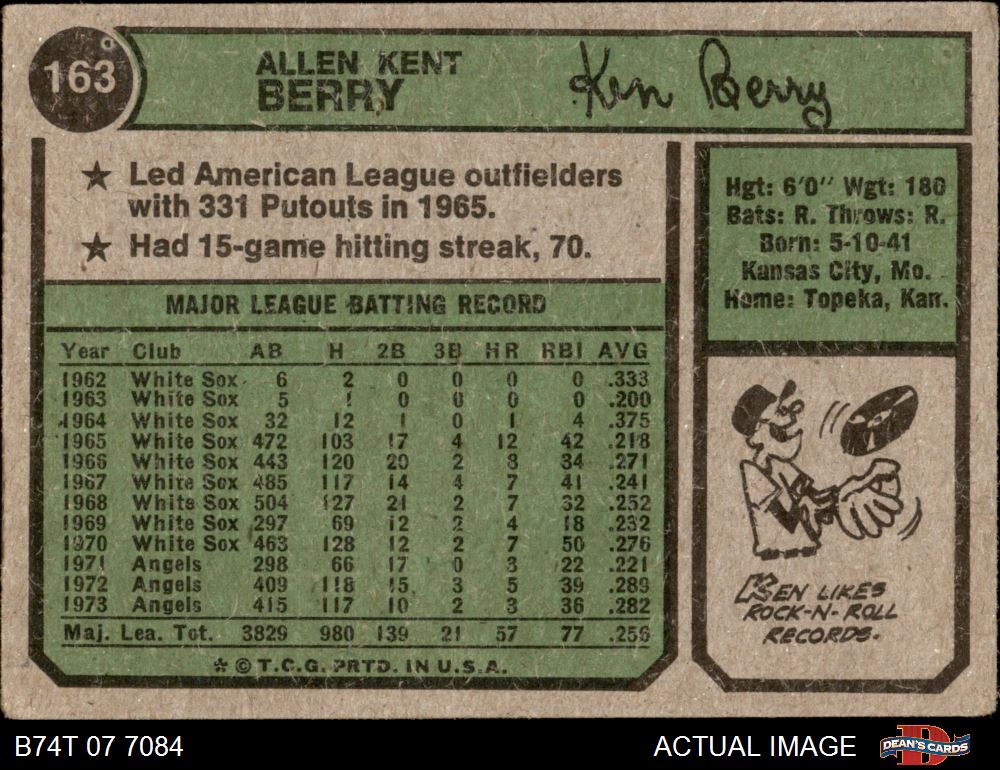 163
ALLEN KENT
BERRY
Ken Berry
★ Led American League outfielders
with 331 Putouts in 1965.
★ Had 15-game hitting streak, 70.
Hgt: 6'0" Wgt: 180
Bats: R. Throws: R.
Born: 5-10-41
Kansas City, Mo.
Home: Topeka, Kan.
MAJOR LEAGUE BATTING RECORD
Year Club AB H 2B 3B HR RBI AVG
1962 White Sox 6 2 0 0 0 0 .333
1963 White Sox 5 1 0 0 0 0 .200
1964 White Sox 32 12 1 0 1 4 .375
1965 White Sox 472 103 17 4 12 42 .218
1966 White Sox 443 120 20 2 8 34 .271
1967 White Sox 485 117 14 4 7 41 .241
1968 White Sox 504 127 21 2 7 32 .252
1969 White Sox 297 69 12 2 4 18 .232
1970 White Sox 463 128 12 2 7 50 .276
1971 Angels 298 66 17 0 3 22 .221
1972 Angels 409 118 15 3 5 39 .289
1973 Angels 415 117 10 2 3 36 .282
Maj. Lea. Tot. 3829 980 139 21 57 77 .256
* © T.C.G. PRTD. IN U.S.A.
KEN LIKES
ROCK-N-ROLL
RECORDS.
B74T 07 7084
ACTUAL IMAGE
DEAN'S CARDS